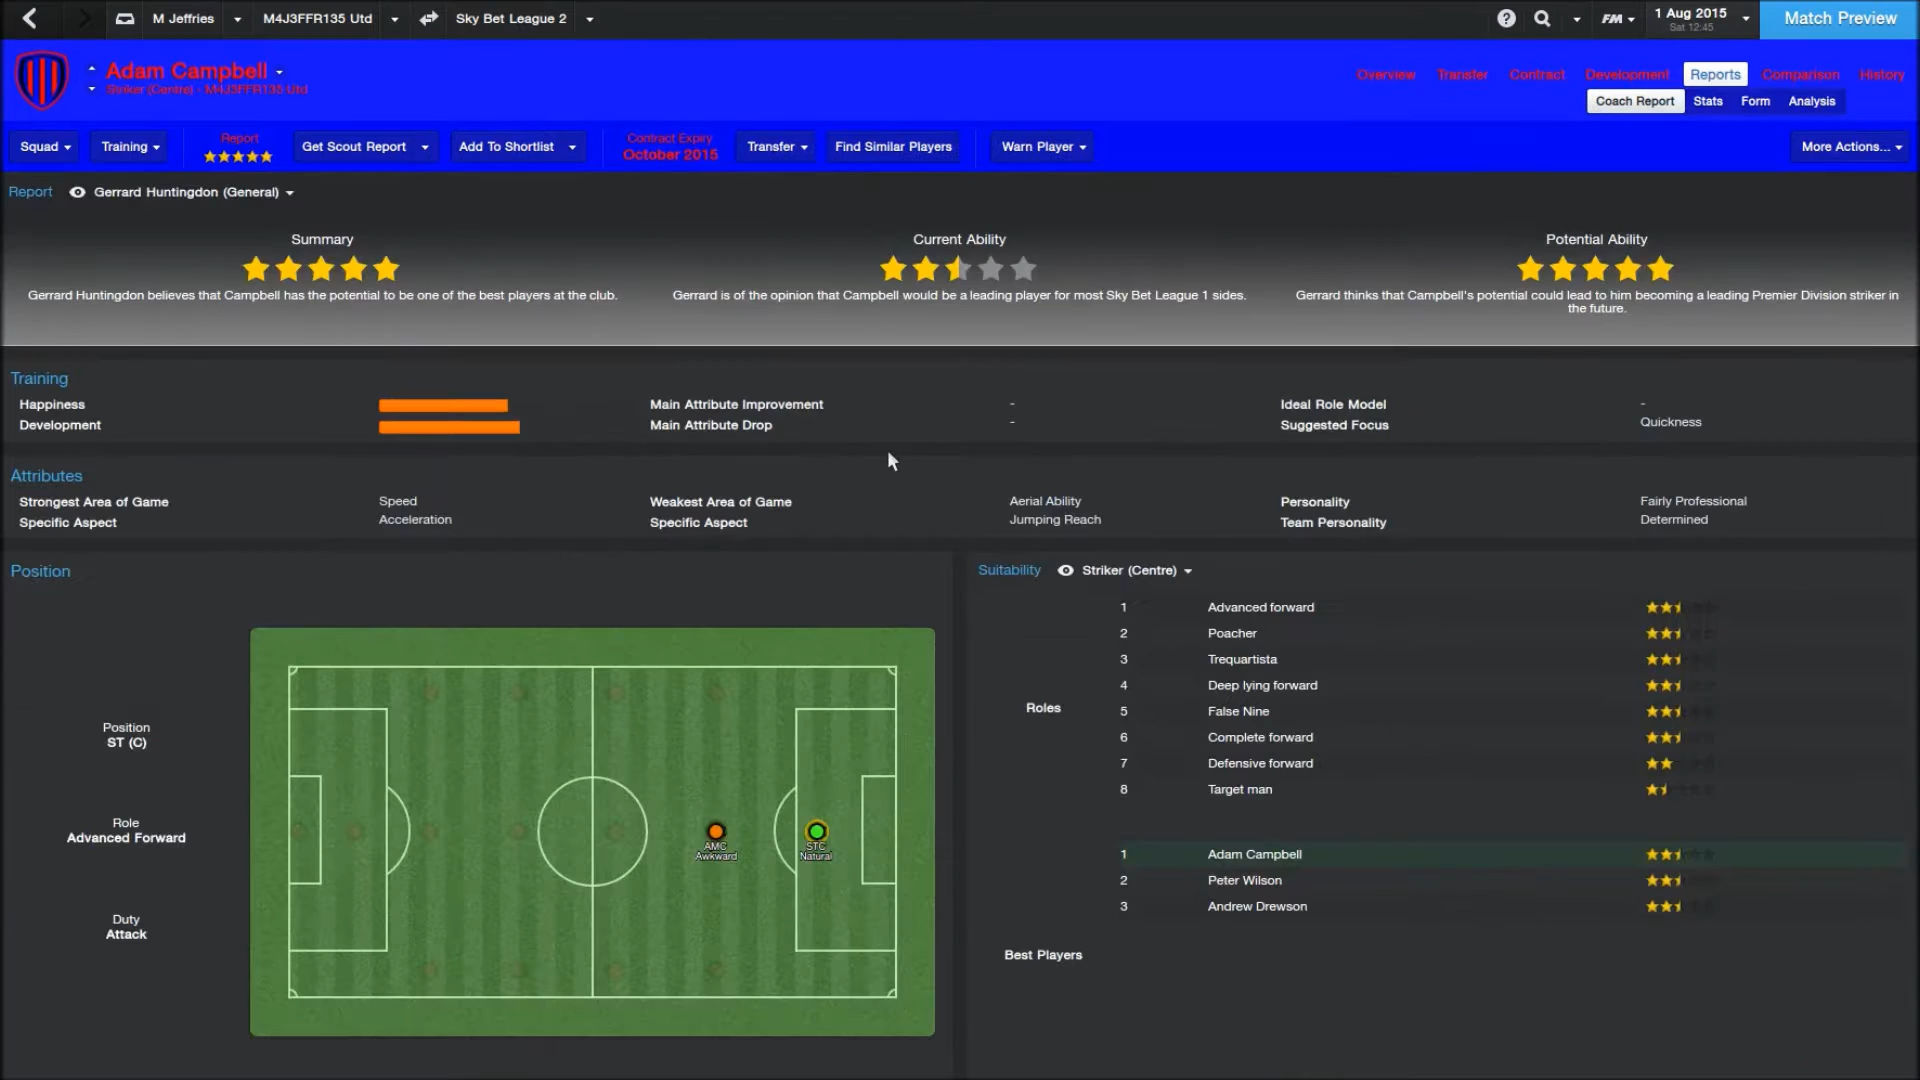 M Jeffries
M4J3FFR135 Utd
Sky Bet League 2
?
FM
1 Aug 2015
Sat 12:45
Match Preview
Adam Campbell
Striker (Centre) - M4J3FFR135 Utd
Overview
Transfer
Contract
Development
Reports
Comparison
History
Coach Report
Stats
Form
Analysis
Squad
Training
Report
Get Scout Report
Add To Shortlist
Contract Expiry
October 2015
Transfer
Find Similar Players
Warn Player
More Actions...
Report
Gerrard Huntingdon (General)
Summary
Gerrard Huntingdon believes that Campbell has the potential to be one of the best players at the club.
Current Ability
Gerrard is of the opinion that Campbell would be a leading player for most Sky Bet League 1 sides.
Potential Ability
Gerrard thinks that Campbell's potential could lead to him becoming a leading Premier Division striker in
the future.
Training
Happiness
Development
Main Attribute Improvement -
Main Attribute Drop -
Ideal Role Model -
Suggested Focus Quickness
Attributes
Strongest Area of Game Speed
Specific Aspect Acceleration
Weakest Area of Game Aerial Ability
Specific Aspect Jumping Reach
Personality Fairly Professional
Team Personality Determined
Position
Position
ST (C)
Role
Advanced Forward
Duty
Attack
AMC
Awkward
STC
Natural
Suitability
Striker (Centre)
Roles
1 Advanced forward
2 Poacher
3 Trequartista
4 Deep lying forward
5 False Nine
6 Complete forward
7 Defensive forward
8 Target man
1 Adam Campbell
2 Peter Wilson
3 Andrew Drewson
Best Players